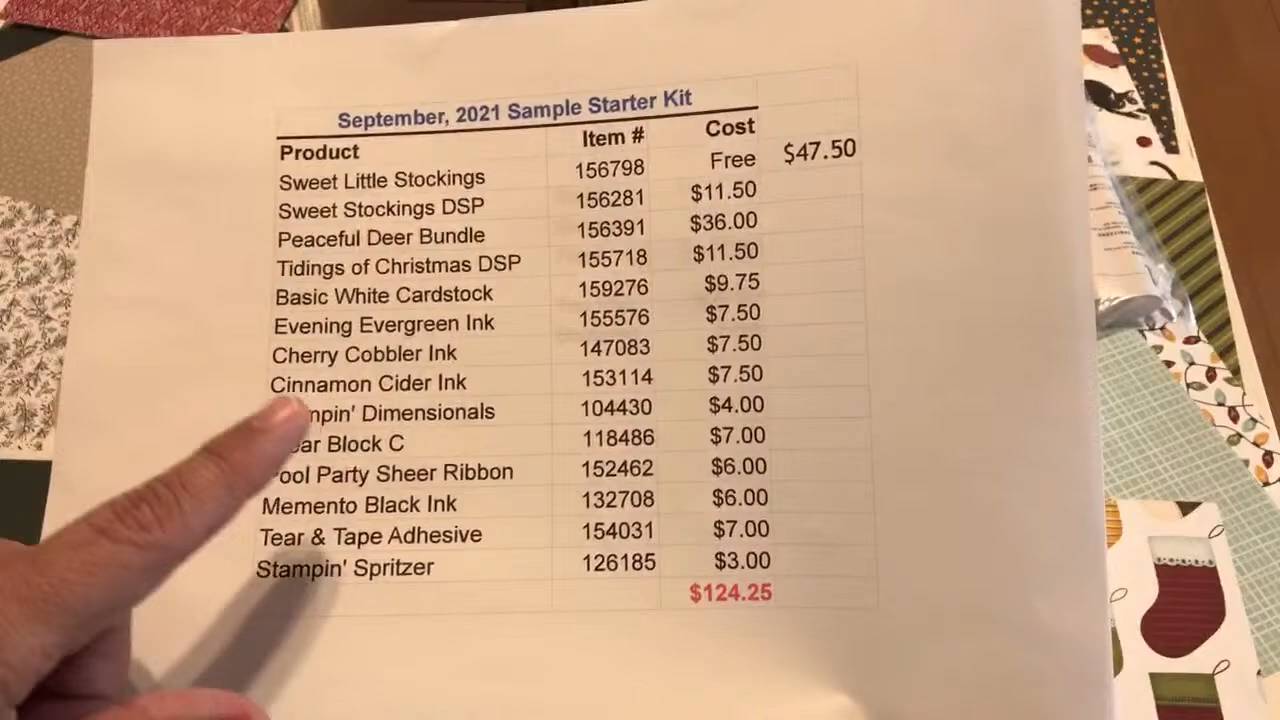 September, 2021 Sample Starter Kit
Product Item # Cost
Sweet Little Stockings 156798 Free $47.50
Sweet Stockings DSP 156281 $11.50
Peaceful Deer Bundle 156391 $36.00
Tidings of Christmas DSP 155718 $11.50
Basic White Cardstock 159276 $9.75
Evening Evergreen Ink 155576 $7.50
Cherry Cobbler Ink 147083 $7.50
Cinnamon Cider Ink 153114 $7.50
mpin' Dimensionals 104430 $4.00
ar Block C 118486 $7.00
ool Party Sheer Ribbon 152462 $6.00
Memento Black Ink 132708 $6.00
Tear & Tape Adhesive 154031 $7.00
Stampin' Spritzer 126185 $3.00
$124.25